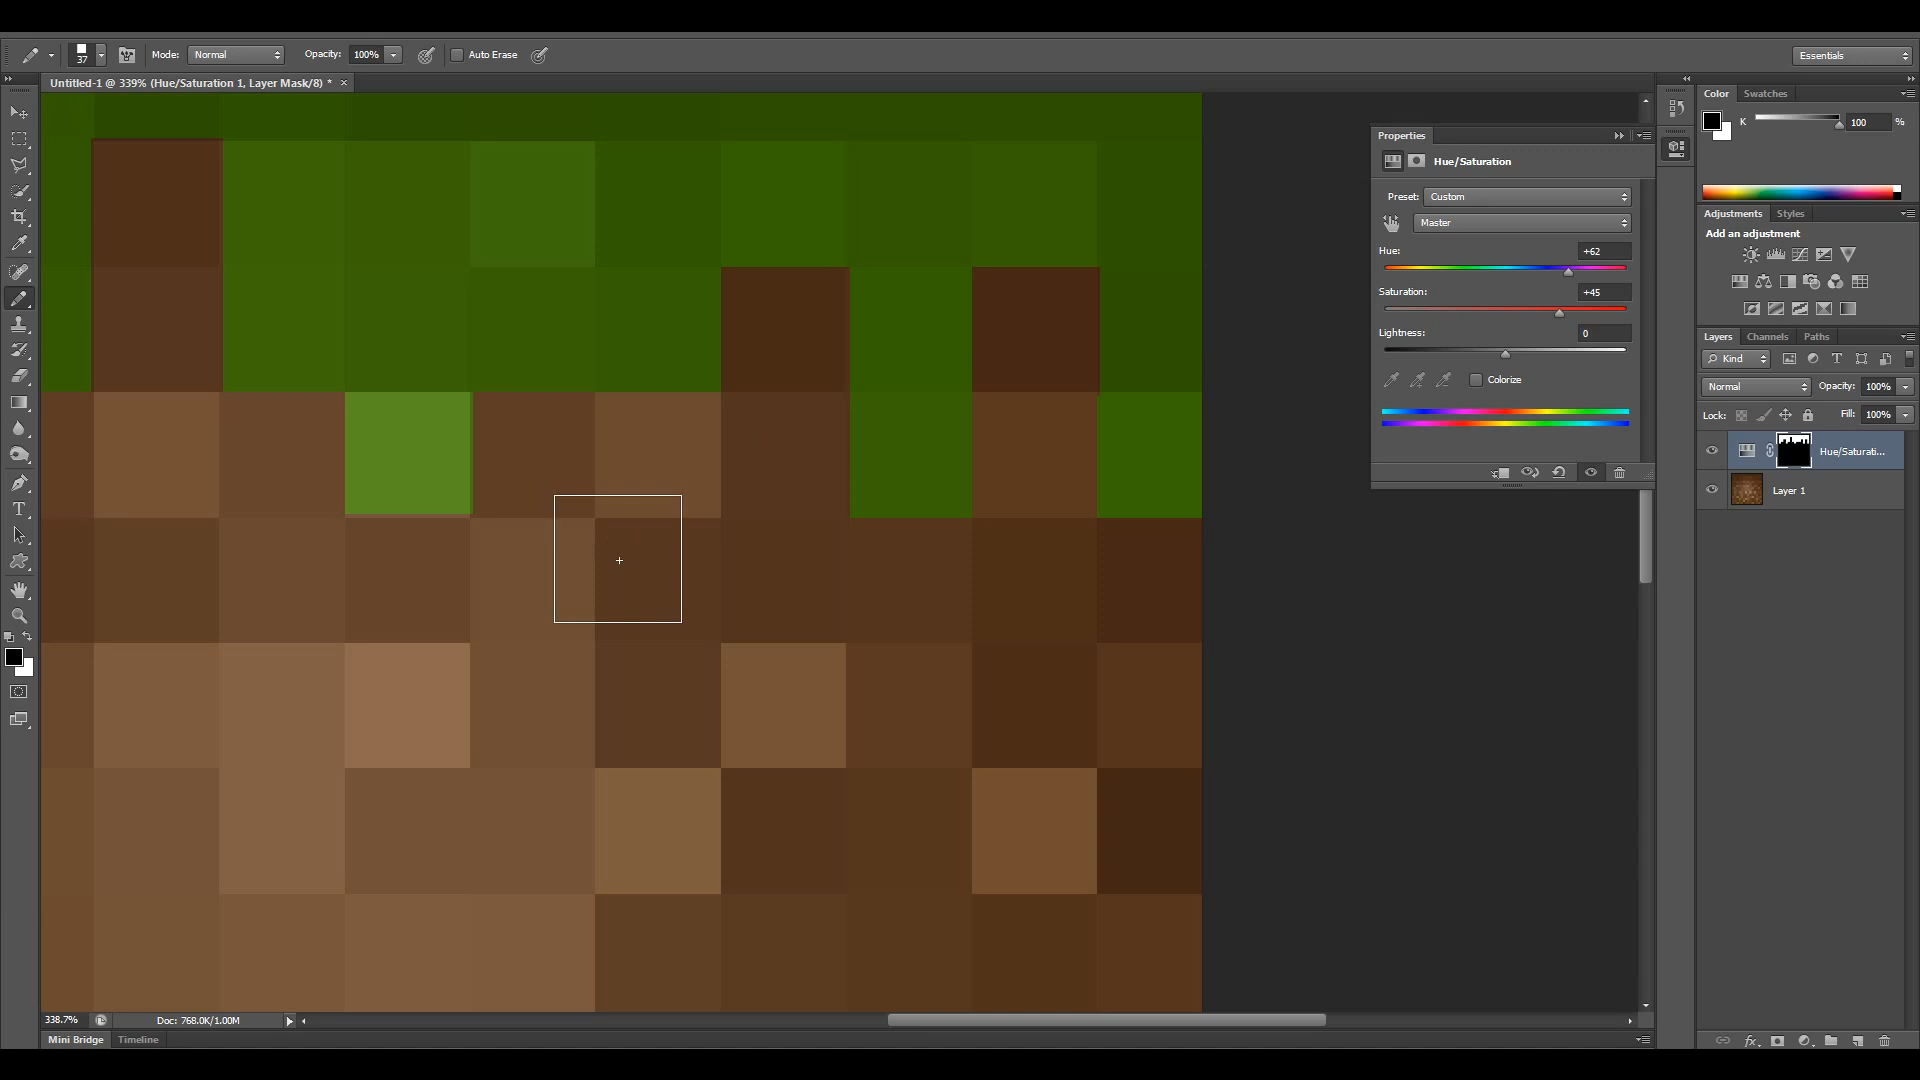 37 Mode: Normal Opacity: 100% Auto Erase Essentials
Untitled-1 @ 339% (Hue/Saturation 1, Layer Mask/8) * ×
Color Swatches
K 100 %
Properties
Hue/Saturation
Preset: Custom
Master
Hue: +62
Saturation: +45
Lightness: 0
Colorize
Adjustments Styles
Add an adjustment
Layers Channels Paths
Kind
Normal Opacity: 100%
Lock: Fill: 100%
Hue/Saturati...
Layer 1
338.7% Doc: 768.0K/1.00M
Mini Bridge Timeline